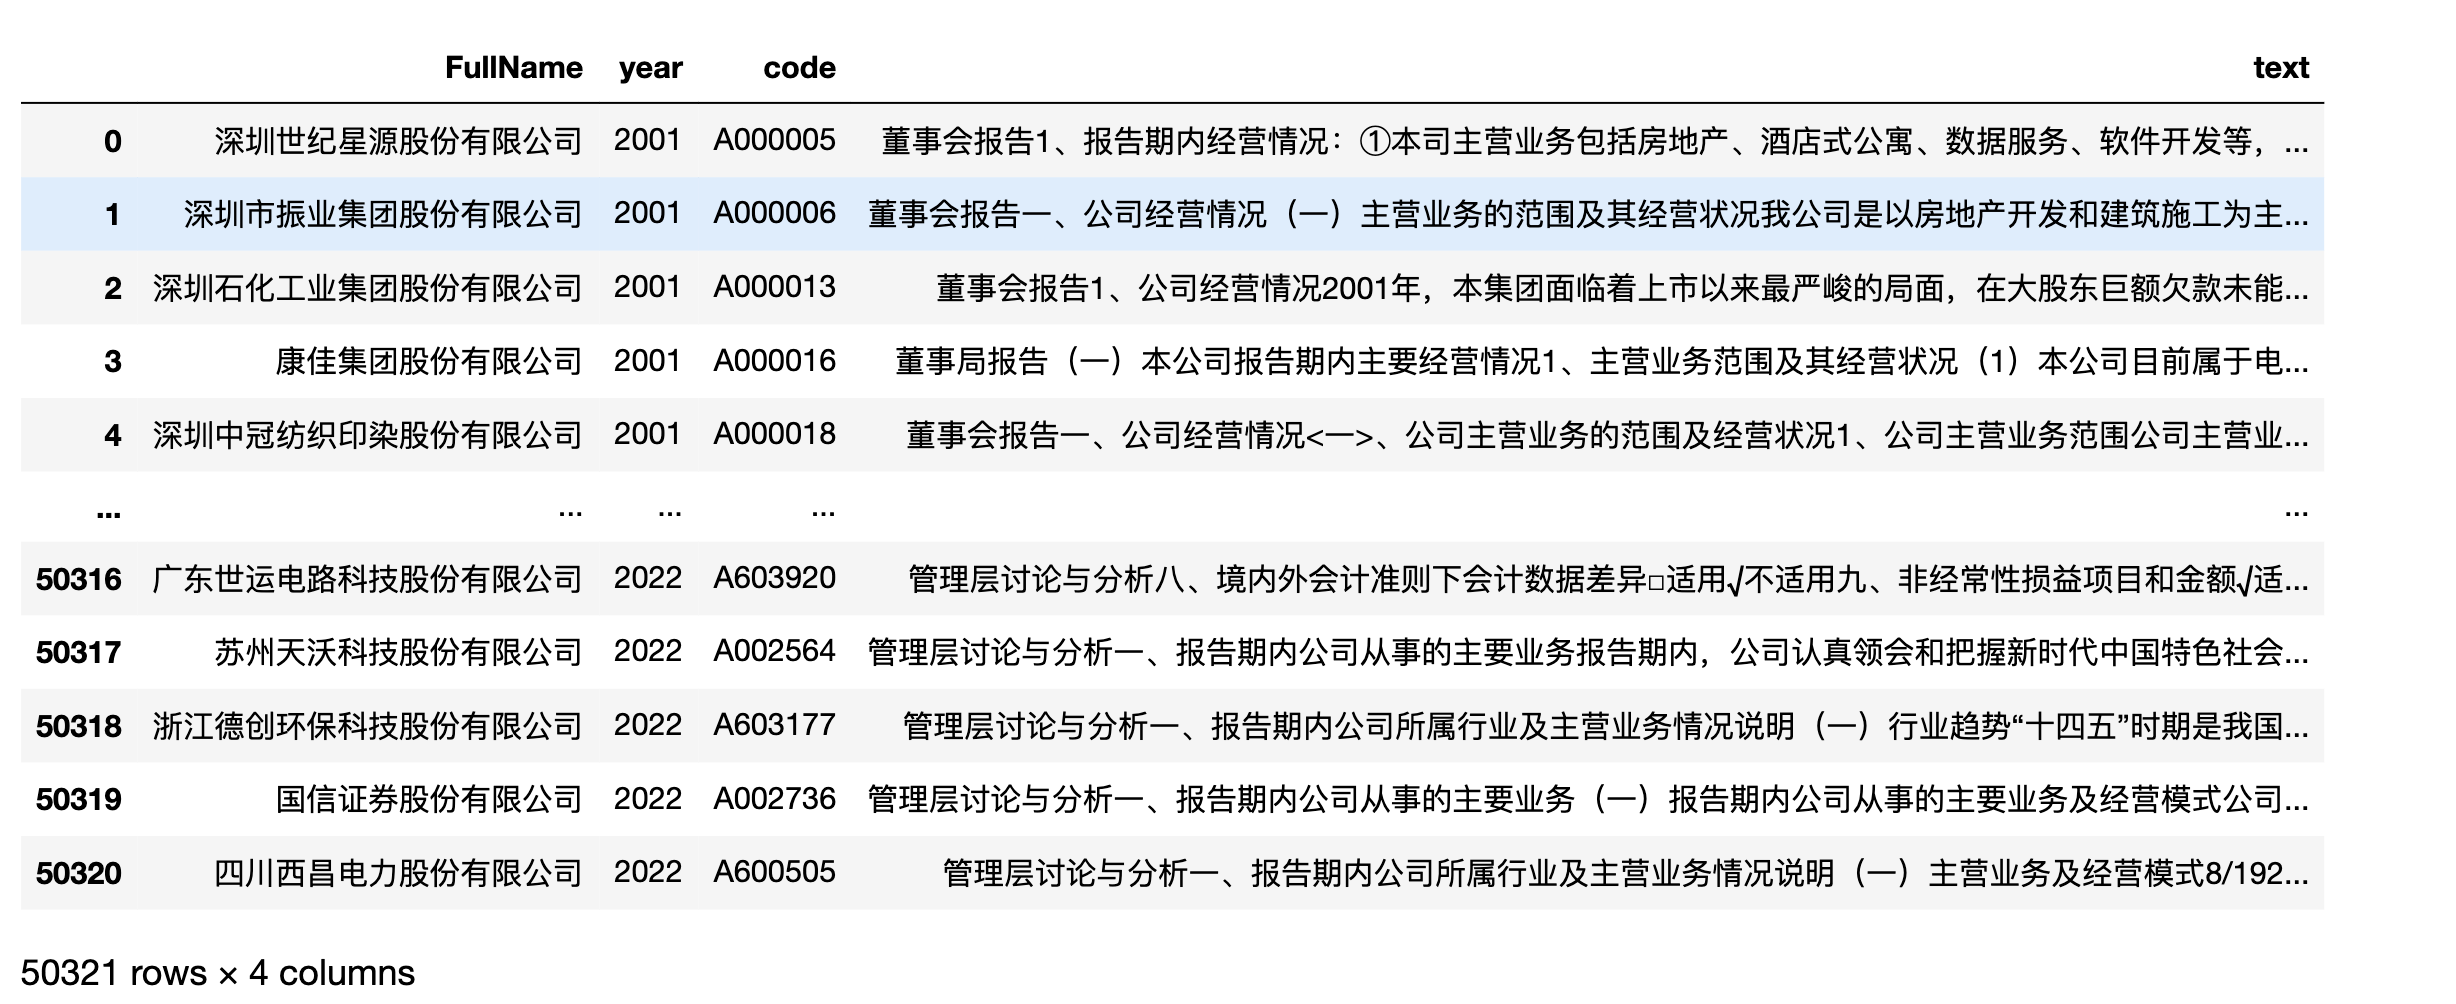 FullName year code text
0 深圳世纪星源股份有限公司 2001 A000005 董事会报告1、报告期内经营情况：①本司主营业务包括房地产、酒店式公寓、数据服务、软件开发等，...
1 深圳市振业集团股份有限公司 2001 A000006 董事会报告一、公司经营情况（一）主营业务的范围及其经营状况我公司是以房地产开发和建筑施工为主...
2 深圳石化工业集团股份有限公司 2001 A000013 董事会报告1、公司经营情况2001年，本集团面临着上市以来最严峻的局面，在大股东巨额欠款未能...
3 康佳集团股份有限公司 2001 A000016 董事局报告（一）本公司报告期内主要经营情况1、主营业务范围及其经营状况（1）本公司目前属于电...
4 深圳中冠纺织印染股份有限公司 2001 A000018 董事会报告一、公司经营情况<一>、公司主营业务的范围及经营状况1、公司主营业务范围公司主营业...
... ... ... ... ...
50316 广东世运电路科技股份有限公司 2022 A603920 管理层讨论与分析八、境内外会计准则下会计数据差异□适用√不适用九、非经常性损益项目和金额√适...
50317 苏州天沃科技股份有限公司 2022 A002564 管理层讨论与分析一、报告期内公司从事的主要业务报告期内，公司认真领会和把握新时代中国特色社会...
50318 浙江德创环保科技股份有限公司 2022 A603177 管理层讨论与分析一、报告期内公司所属行业及主营业务情况说明（一）行业趋势“十四五”时期是我国...
50319 国信证券股份有限公司 2022 A002736 管理层讨论与分析一、报告期内公司从事的主要业务（一）报告期内公司从事的主要业务及经营模式公司...
50320 四川西昌电力股份有限公司 2022 A600505 管理层讨论与分析一、报告期内公司所属行业及主营业务情况说明（一）主营业务及经营模式8/192...
50321 rows × 4 columns